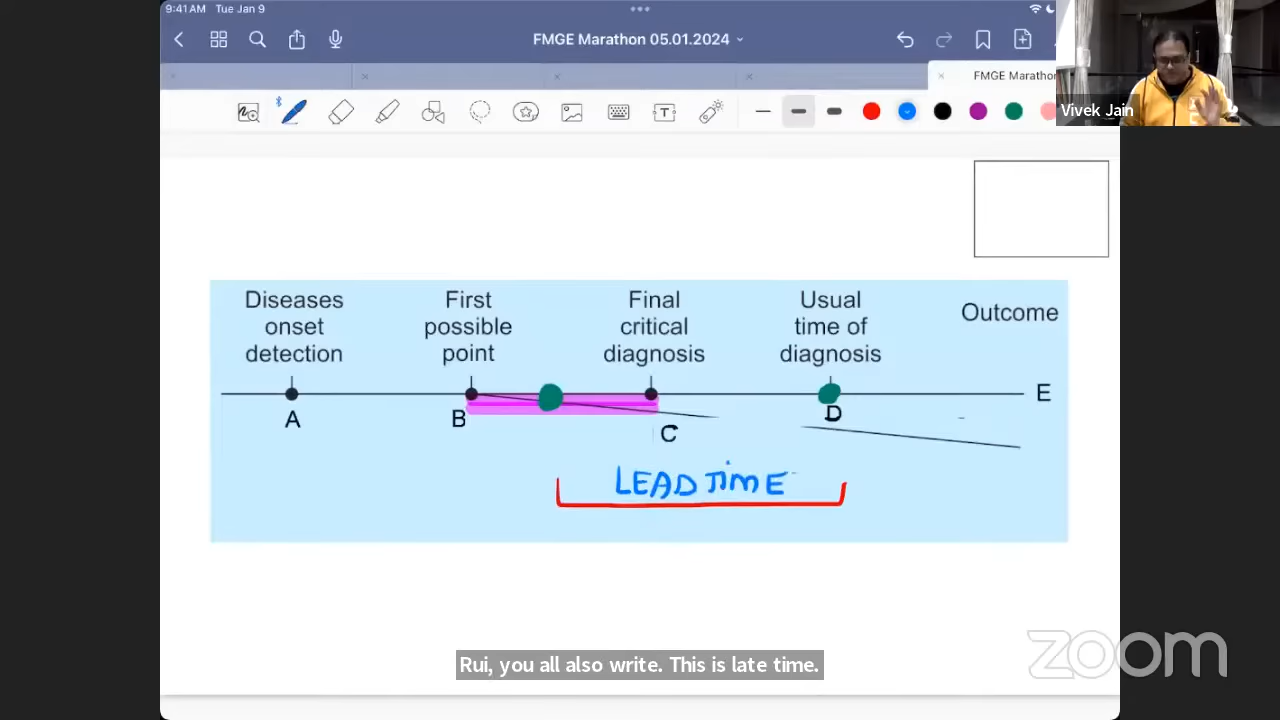 9:41AM Tue Jan 9
FMGE Marathon 05.01.2024
FMGE Marathon
T
Vivek Jain
Diseases onset detection
First possible point
Final critical diagnosis
Usual time of diagnosis
Outcome
A
B
C
D
E
LEAD TIME
Rui, you all also write. This is late time.
zoom